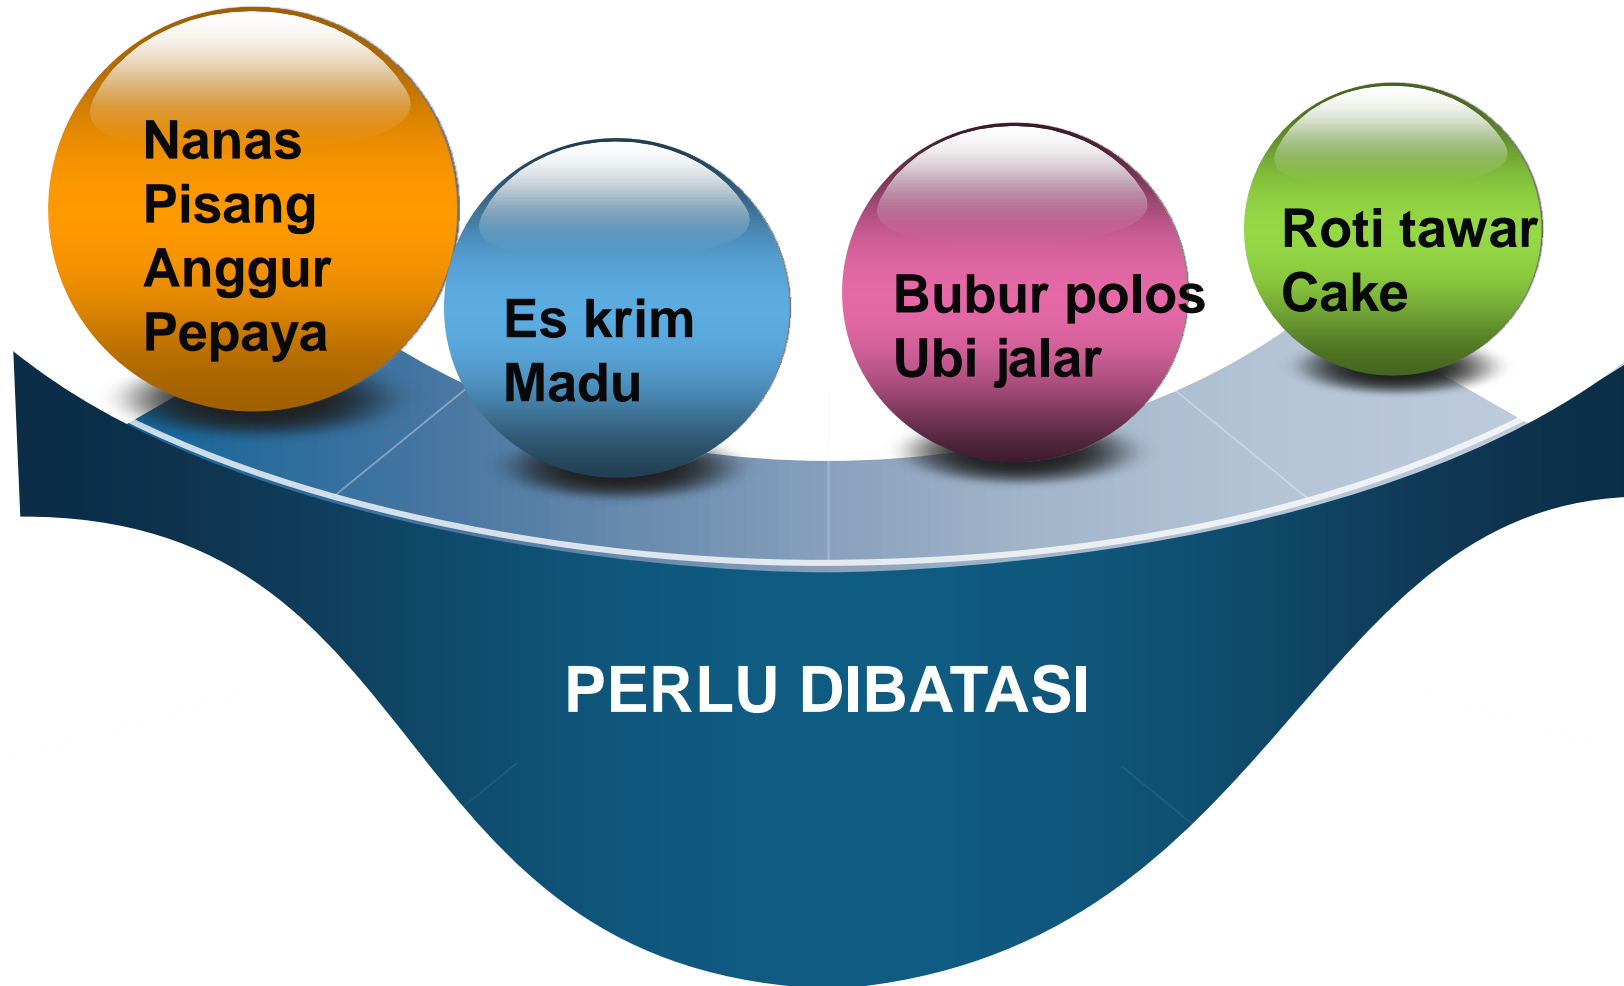 Nanas
Pisang
Anggur
Pepaya
Es krim
Madu
Bubur polos
Ubi jalar
Roti tawar
Cake
PERLU DIBATASI